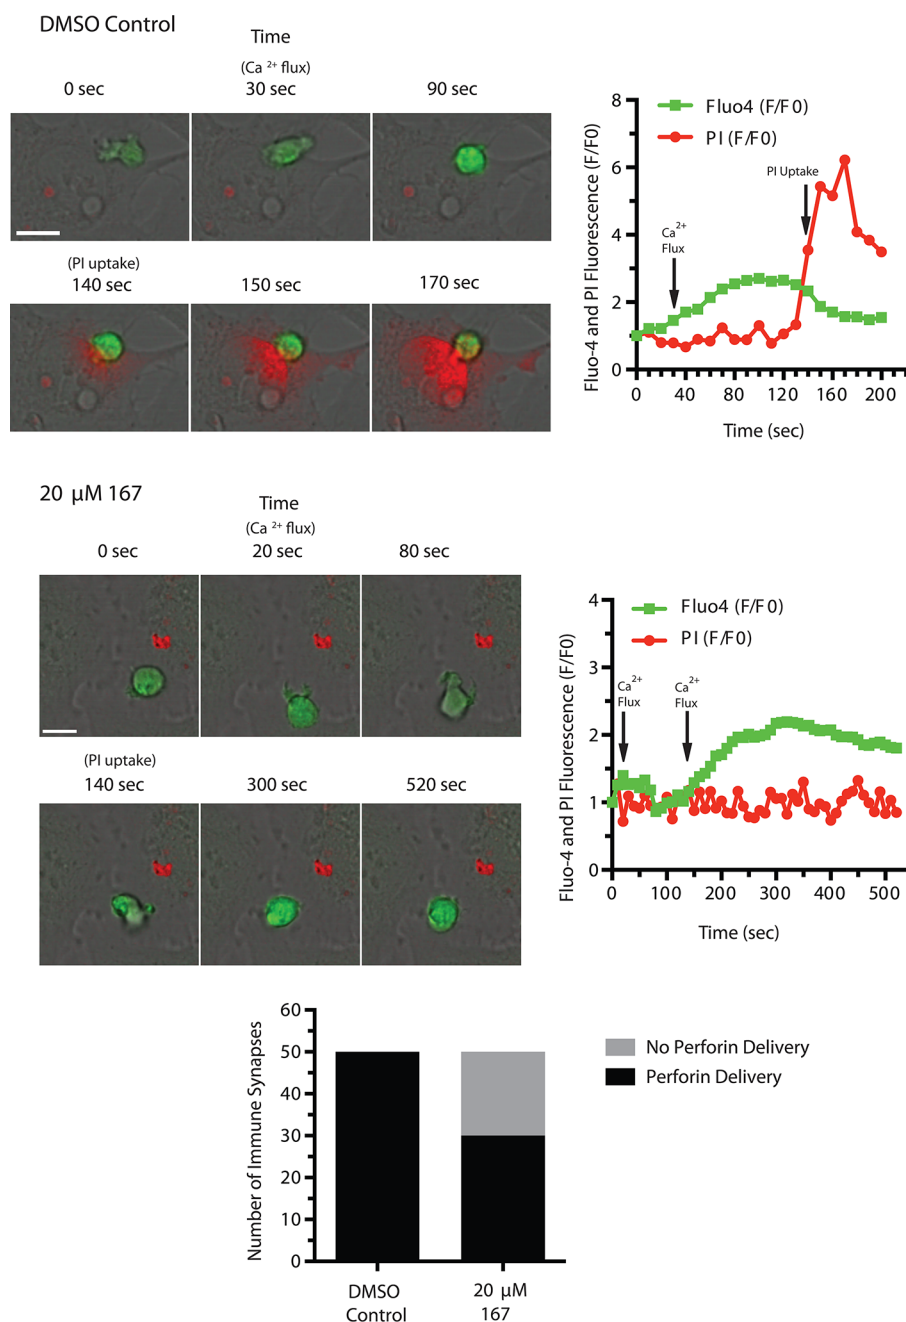 DMSO Control
Time
(Ca 2+ flux)
0 sec 30 sec 90 sec
(PI uptake)
140 sec 150 sec 170 sec
Fluo4 (F/F0)
PI (F/F0)
PI Uptake
Ca2+
Flux
Fluo-4 and PI Fluorescence (F/F0)
8
6
4
2
0
0 40 80 120 160 200
Time (sec)
20 µM 167
Time
(Ca 2+ flux)
0 sec 20 sec 80 sec
(PI uptake)
140 sec 300 sec 520 sec
Fluo4 (F/F0)
PI (F/F0)
Ca2+
Flux
Ca2+
Flux
Fluo-4 and PI Fluorescence (F/F0)
4
3
2
1
0
0 100 200 300 400 500
Time (sec)
Number of Immune Synapses
60
50
40
30
20
10
0
No Perforin Delivery
Perforin Delivery
DMSO
Control
20 µM
167